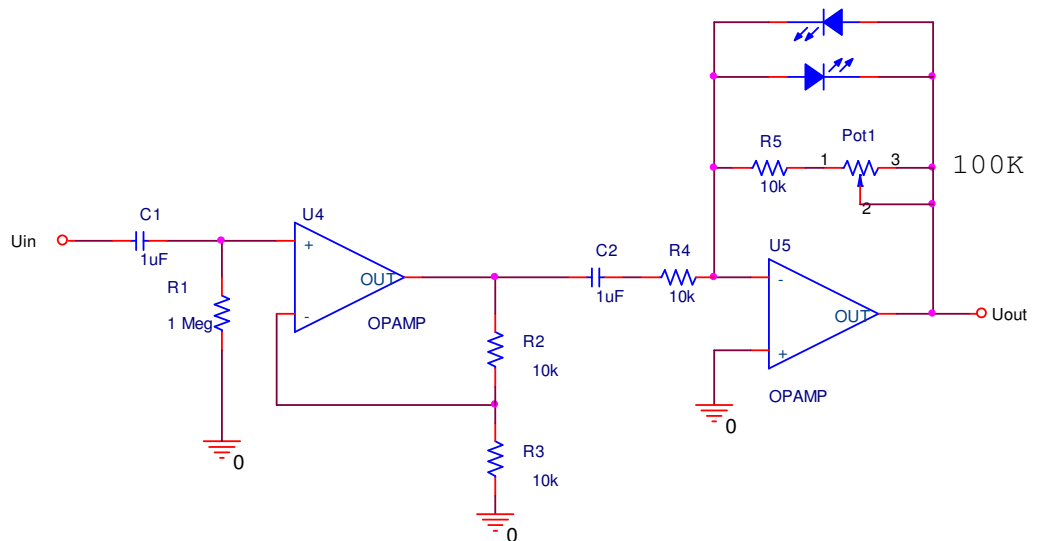 R5
Pot1
1
3
100K
10k
2
C1
U4
Uin
+
1uF
R1
OUT
1 Meg
-
OPAMP
C2
R4
U5
1uF
10k
-
OUT
Uout
+
R2
10k
OPAMP
0
R3
0
10k
0